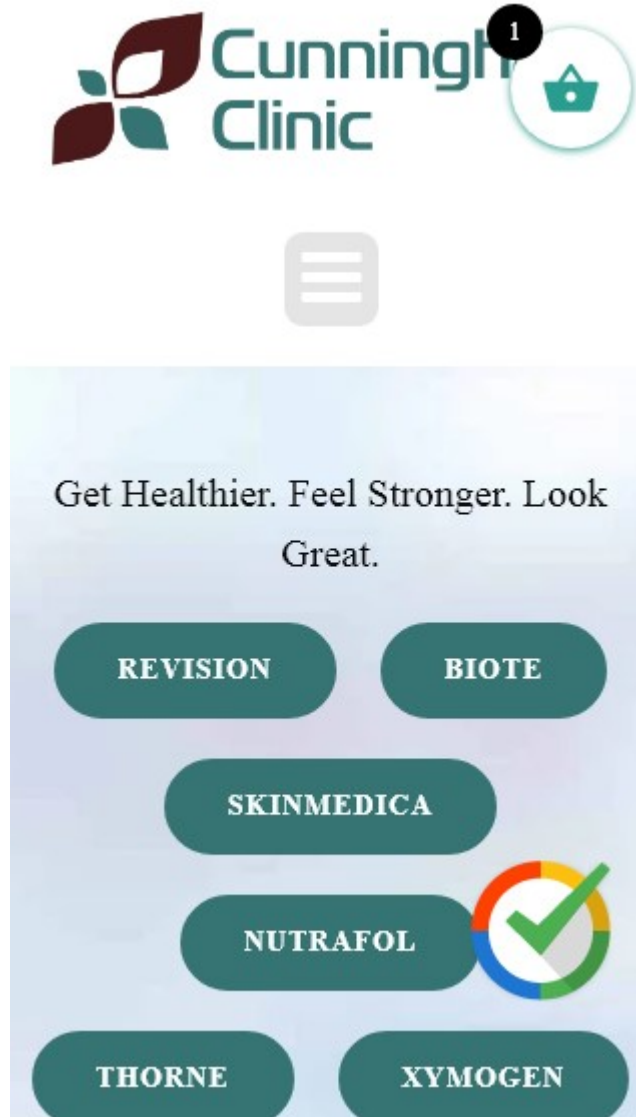 Cunningh
1
Clinic
Get Healthier. Feel Stronger. Look
Great.
REVISION
BIOTE
SKINMEDICA
NUTRAFOL
THORNE
XYMOGEN